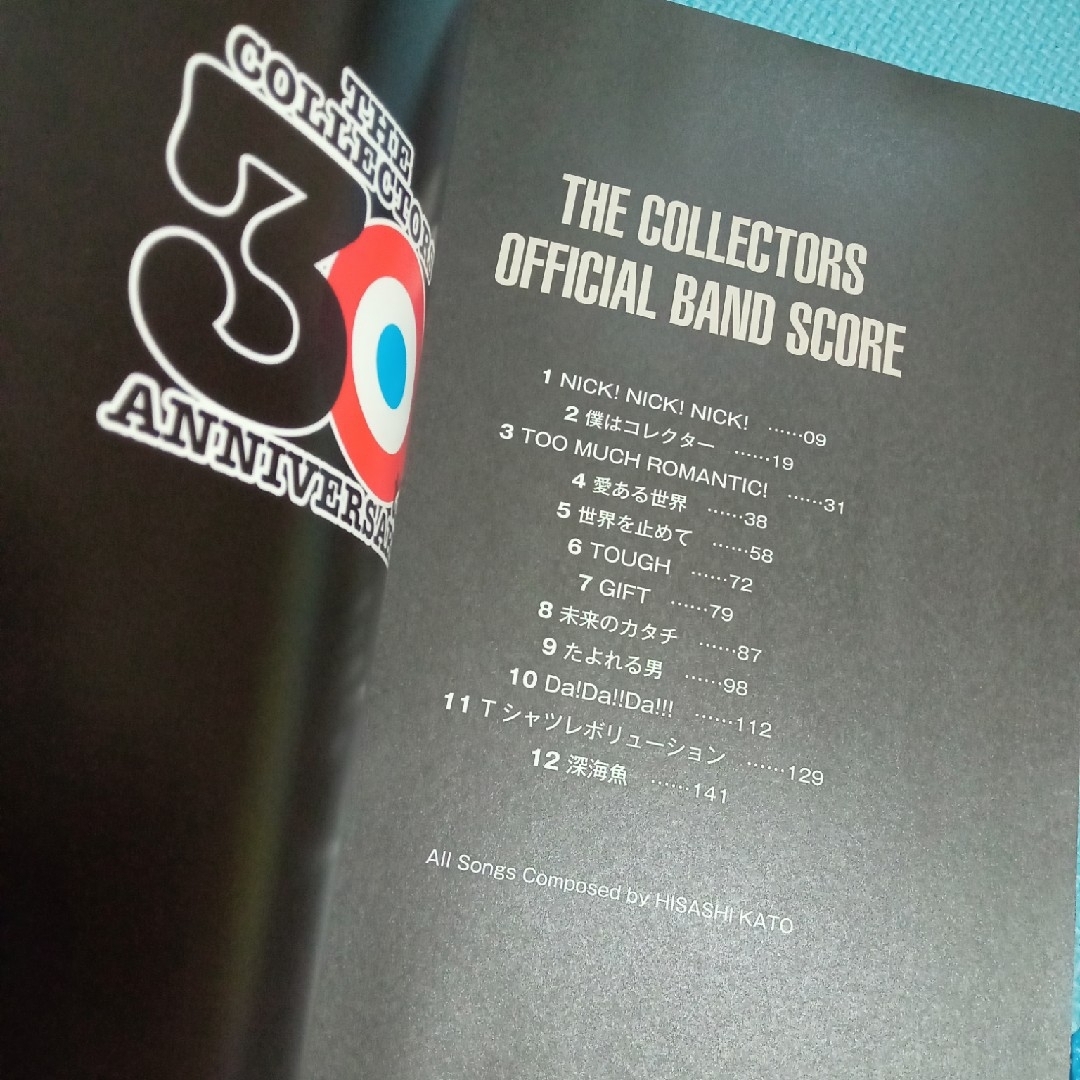 THE
COLLECTORS
30
ANNIVERSA
THE COLLECTORS
OFFICIAL BAND SCORE
1 NICK! NICK! NICK! ……09
2 僕はコレクター ……19
3 TOO MUCH ROMANTIC! ……31
4 愛ある世界 ……38
5 世界を止めて ……58
6 TOUGH ……72
7 GIFT ……79
8 未来のカタチ ……87
9 たよれる男 ……98
10 Da!Da!!Da!!! ……112
11 Tシャツレボリューション ……129
12 深海魚 ……141
All Songs Composed by HISASHI KATO